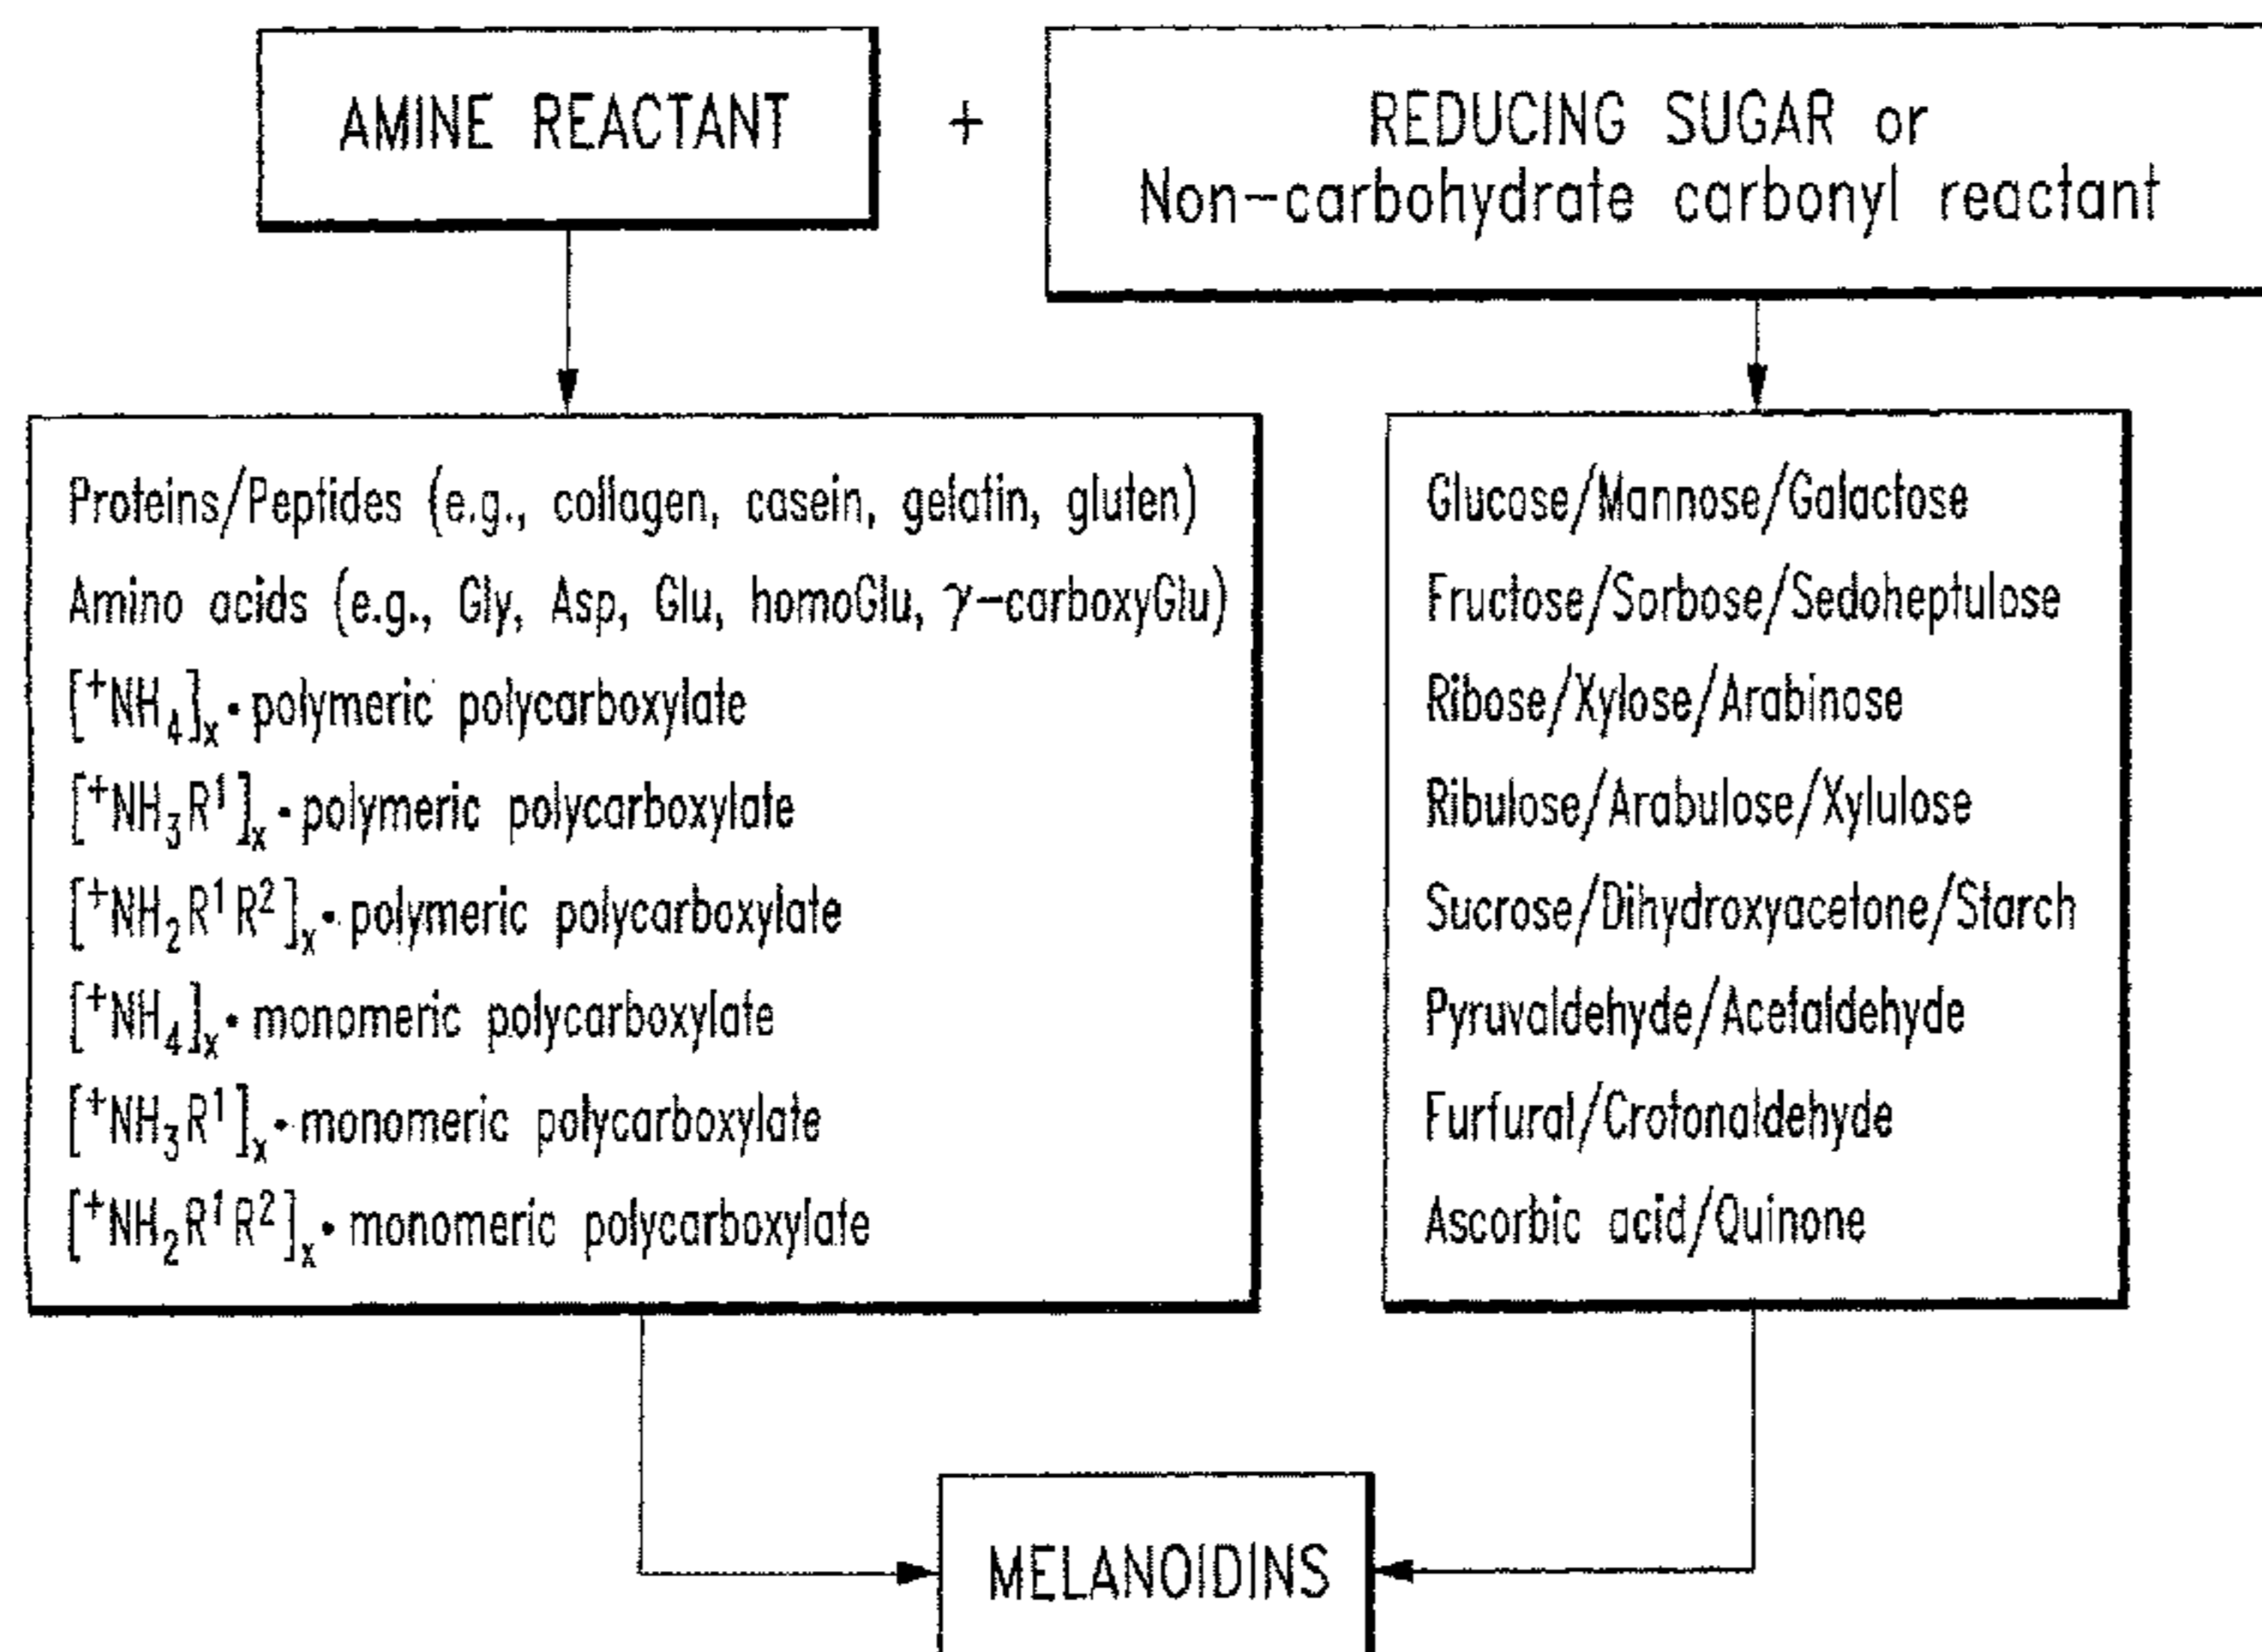 AMINE REACTANT
+
REDUCING SUGAR or
Non-carbohydrate carbonyl reactant
Proteins/Peptides (e.g., collagen, casein, gelatin, gluten)
Amino acids (e.g., Gly, Asp, Glu, homoGlu, γ-carboxyGlu)
[⁺NH₄]ₓ • polymeric polycarboxylate
[⁺NH₃R¹]ₓ • polymeric polycarboxylate
[⁺NH₂R¹R²]ₓ • polymeric polycarboxylate
[⁺NH₄]ₓ • monomeric polycarboxylate
[⁺NH₃R¹]ₓ • monomeric polycarboxylate
[⁺NH₂R¹R²]ₓ • monomeric polycarboxylate
Glucose/Mannose/Galactose
Fructose/Sorbose/Sedoheptulose
Ribose/Xylose/Arabinose
Ribulose/Arabulose/Xylulose
Sucrose/Dihydroxyacetone/Starch
Pyruvaldehyde/Acetaldehyde
Furfural/Crotonaldehyde
Ascorbic acid/Quinone
MELANOIDINS